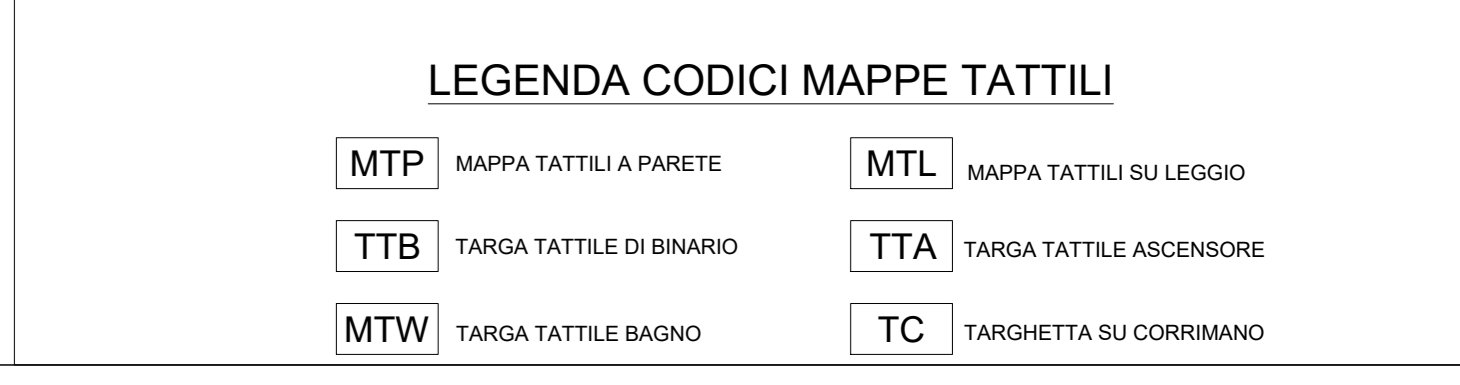 LEGENDA CODICI MAPPE TATTILI
MTP MAPPA TATTILI A PARETE
MTL MAPPA TATTILI SU LEGGIO
TTB TARGA TATTILE DI BINARIO
TTA TARGA TATTILE ASCENSORE
MTW TARGA TATTILE BAGNO
TC TARGHETTA SU CORRIMANO